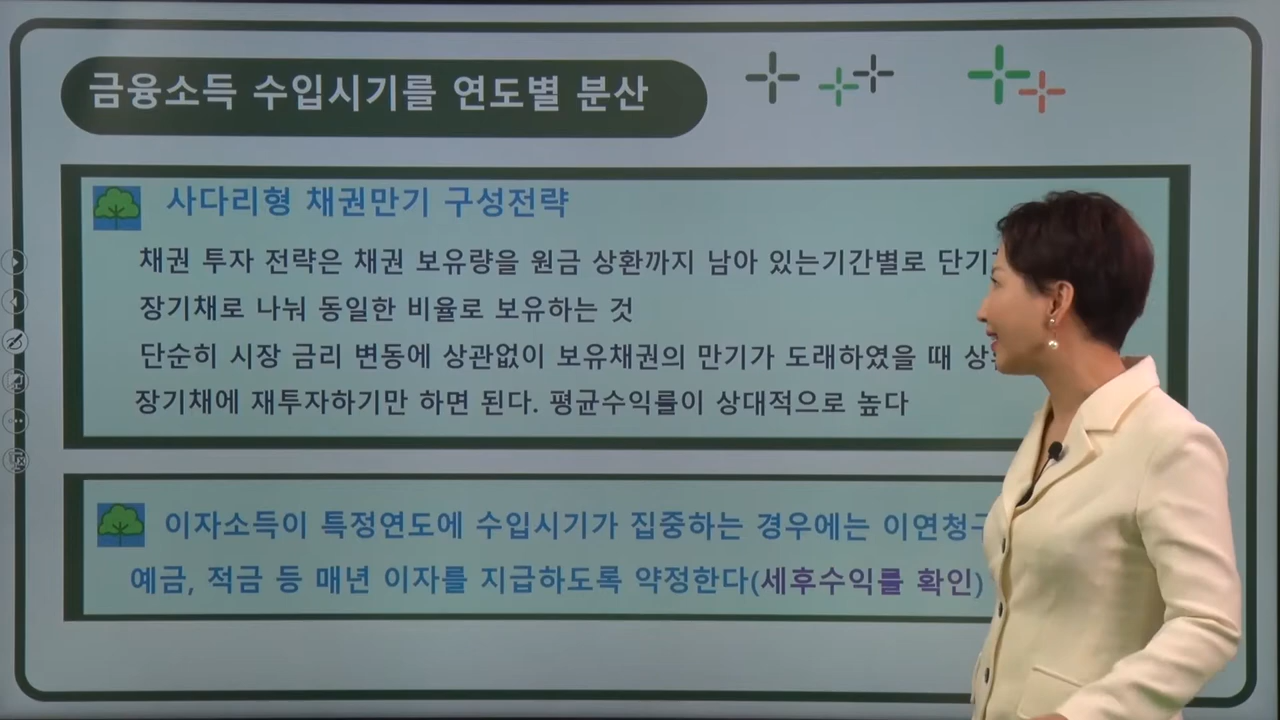 금융소득 수입시기를 연도별 분산
사다리형 채권만기 구성전략
채권 투자 전략은 채권 보유량을 원금 상환까지 남아 있는기간별로
장기채로 나눠 동일한 비율로 보유하는 것
단순히 시장 금리 변동에 상관없이 보유채권의 만기가 도래하였을 때
장기채에 재투자하기만 하면 된다. 평균수익률이 상대적으로 높다
이자소득이 특정연도에 수입시기가 집중하는 경우에는
예금, 적금 등 매년 이자를 지급하도록 약정한다(세후수익률 확인)